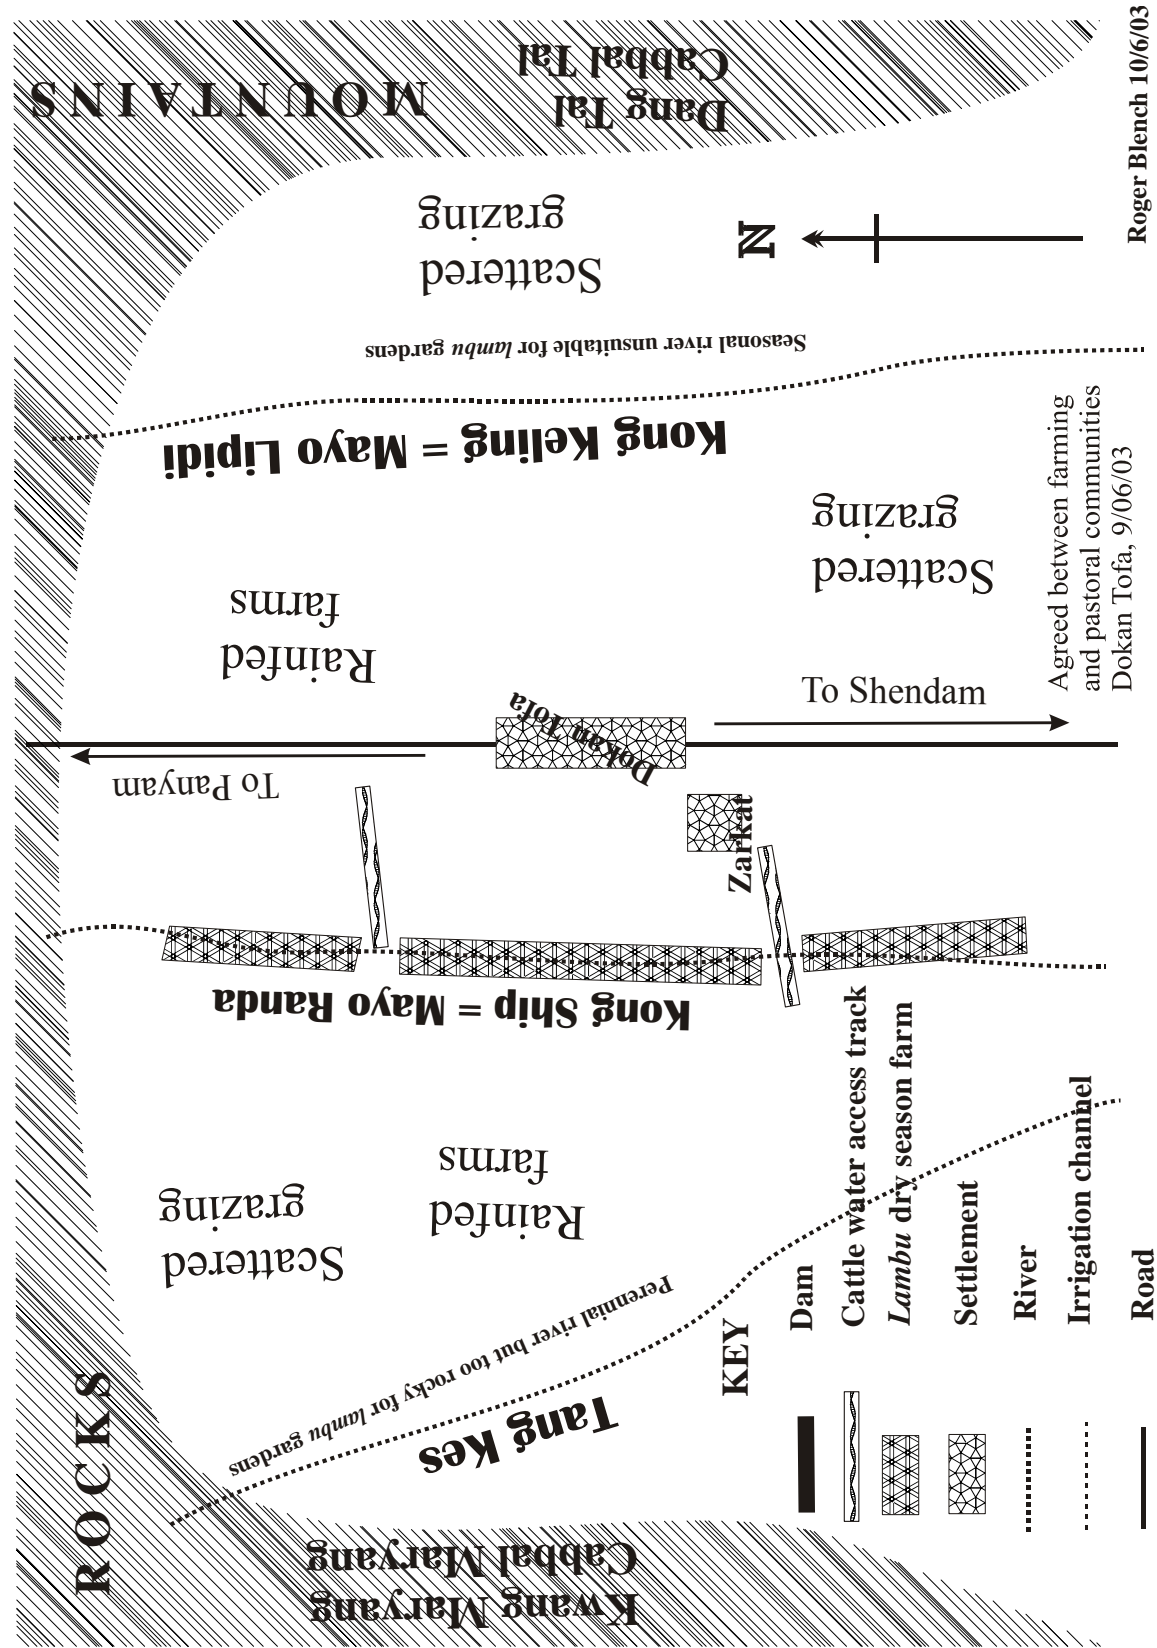 MOUNTAINS
Dang Tal
Cabbal Tal
Scattered
grazing
N
Roger Blench 10/6/03
Seasonal river unsuitable for lambu gardens
Kong Keling = Mayo Lipidi
Scattered
grazing
Rainfed
farms
Agreed between farming
and pastoral communities
Dokan Tofa, 9/06/03
To Shendam
Dokan Tofa
To Panyam
Zarkat
Kong Ship = Mayo Randa
Rainfed
farms
Scattered
grazing
Perennial river but too rocky for lambu gardens
Tang Kes
ROCKS
Kwang Maryang
Cabbal Maryang
KEY
Dam
Cattle water access track
Lambu dry season farm
Settlement
River
Irrigation channel
Road